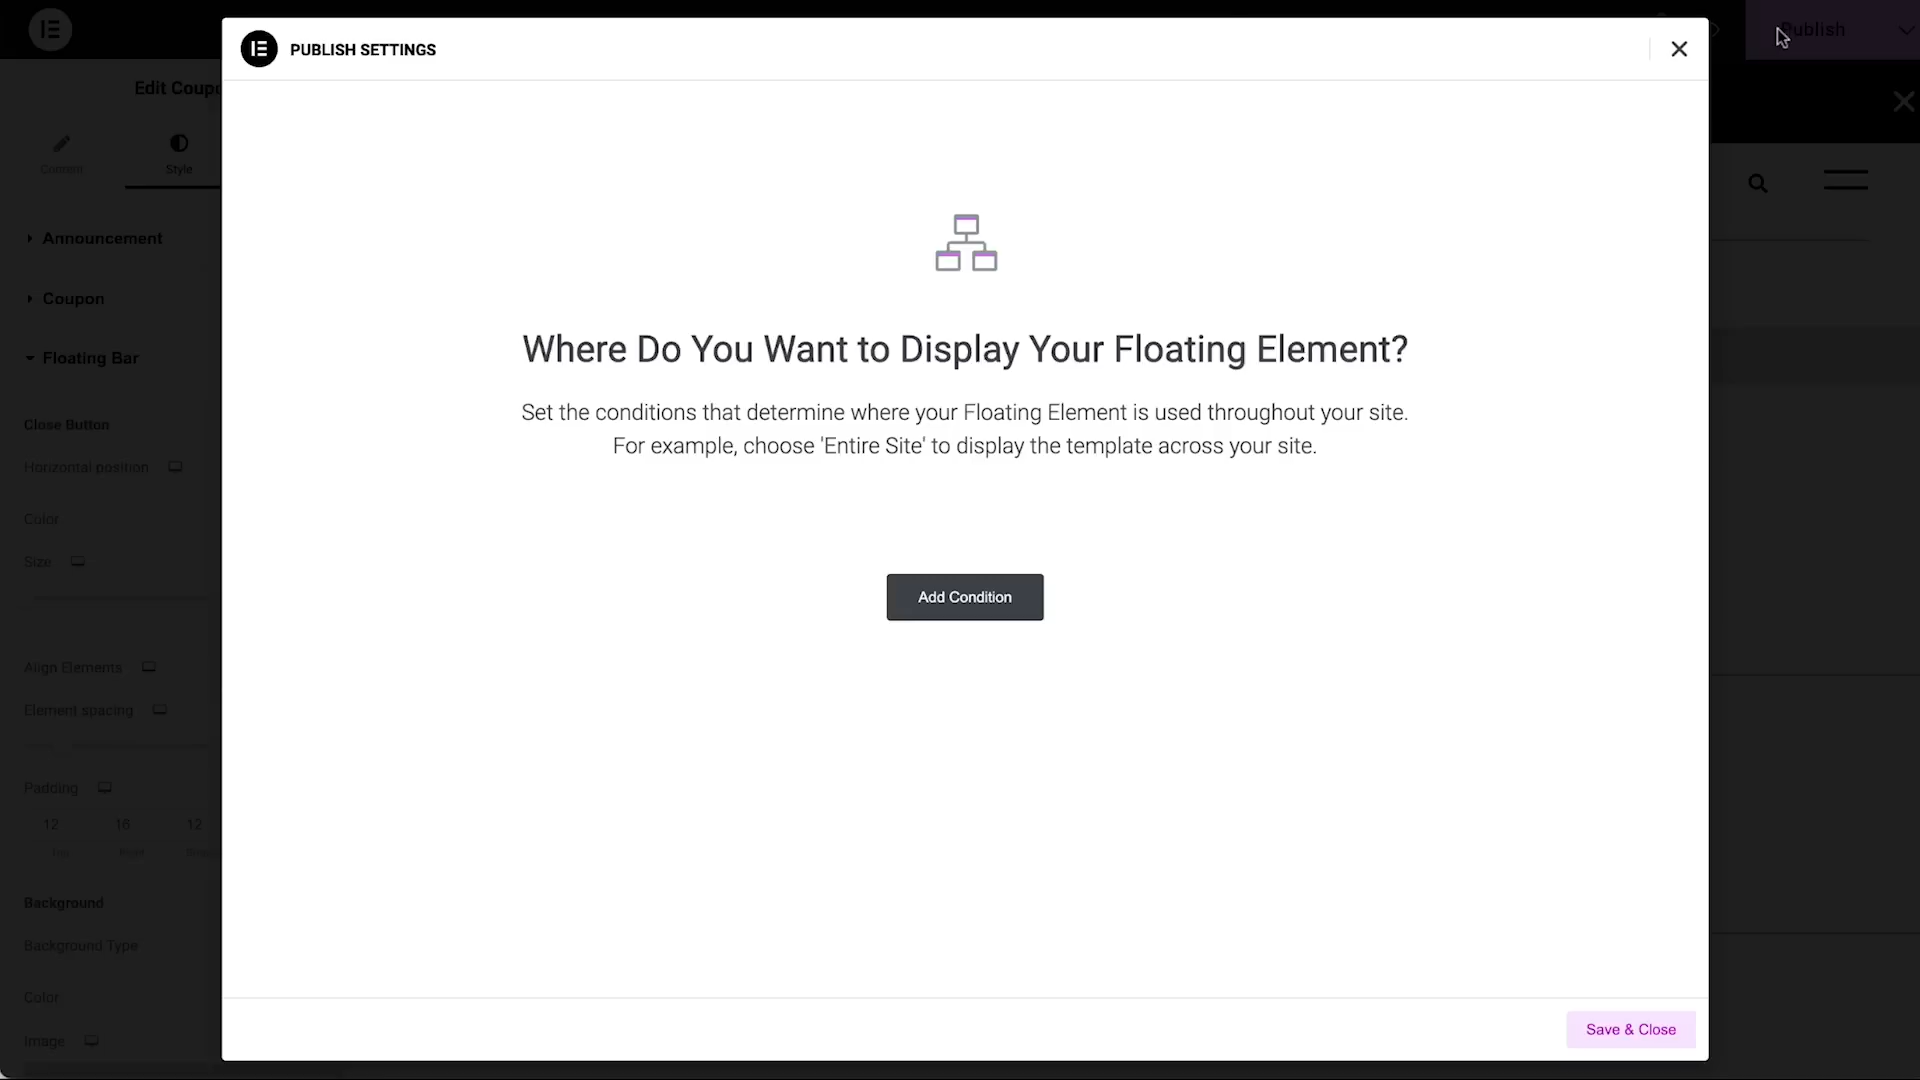 Publish
PUBLISH SETTINGS
Edit Coup
Content
Style
Announcement
Coupon
Floating Bar
Close Button
Horizontal position
Color
Size
Align Elements
Element spacing
Padding
12 16 12
Top Right
Background
Background Type
Color
Image
Where Do You Want to Display Your Floating Element?
Set the conditions that determine where your Floating Element is used throughout your site.
For example, choose 'Entire Site' to display the template across your site.
Add Condition
Save & Close